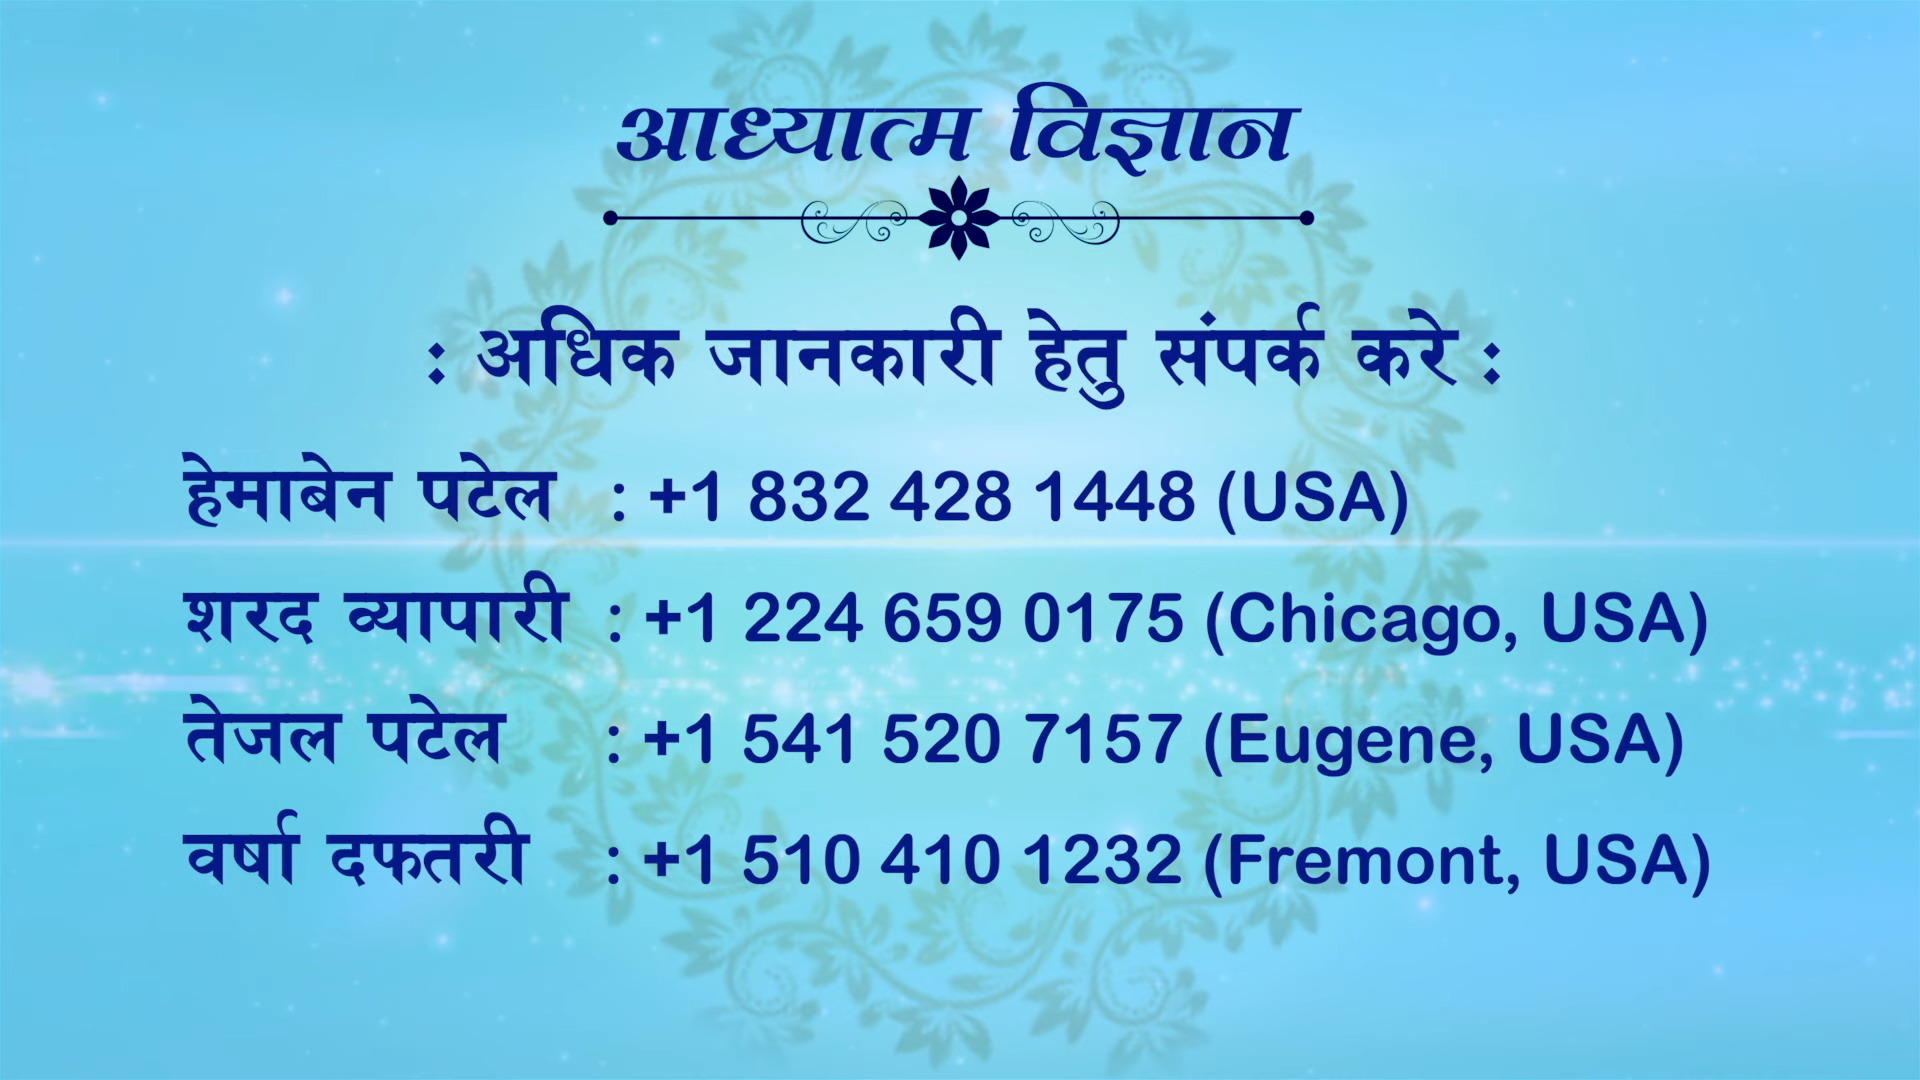 आध्यात्म विज्ञान
: अधिक जानकारी हेतु संपर्क करे :
हेमाबेन पटेल : +1 832 428 1448 (USA)
शरद व्यापारी : +1 224 659 0175 (Chicago, USA)
तेजल पटेल : +1 541 520 7157 (Eugene, USA)
वर्षा दफतरी : +1 510 410 1232 (Fremont, USA)